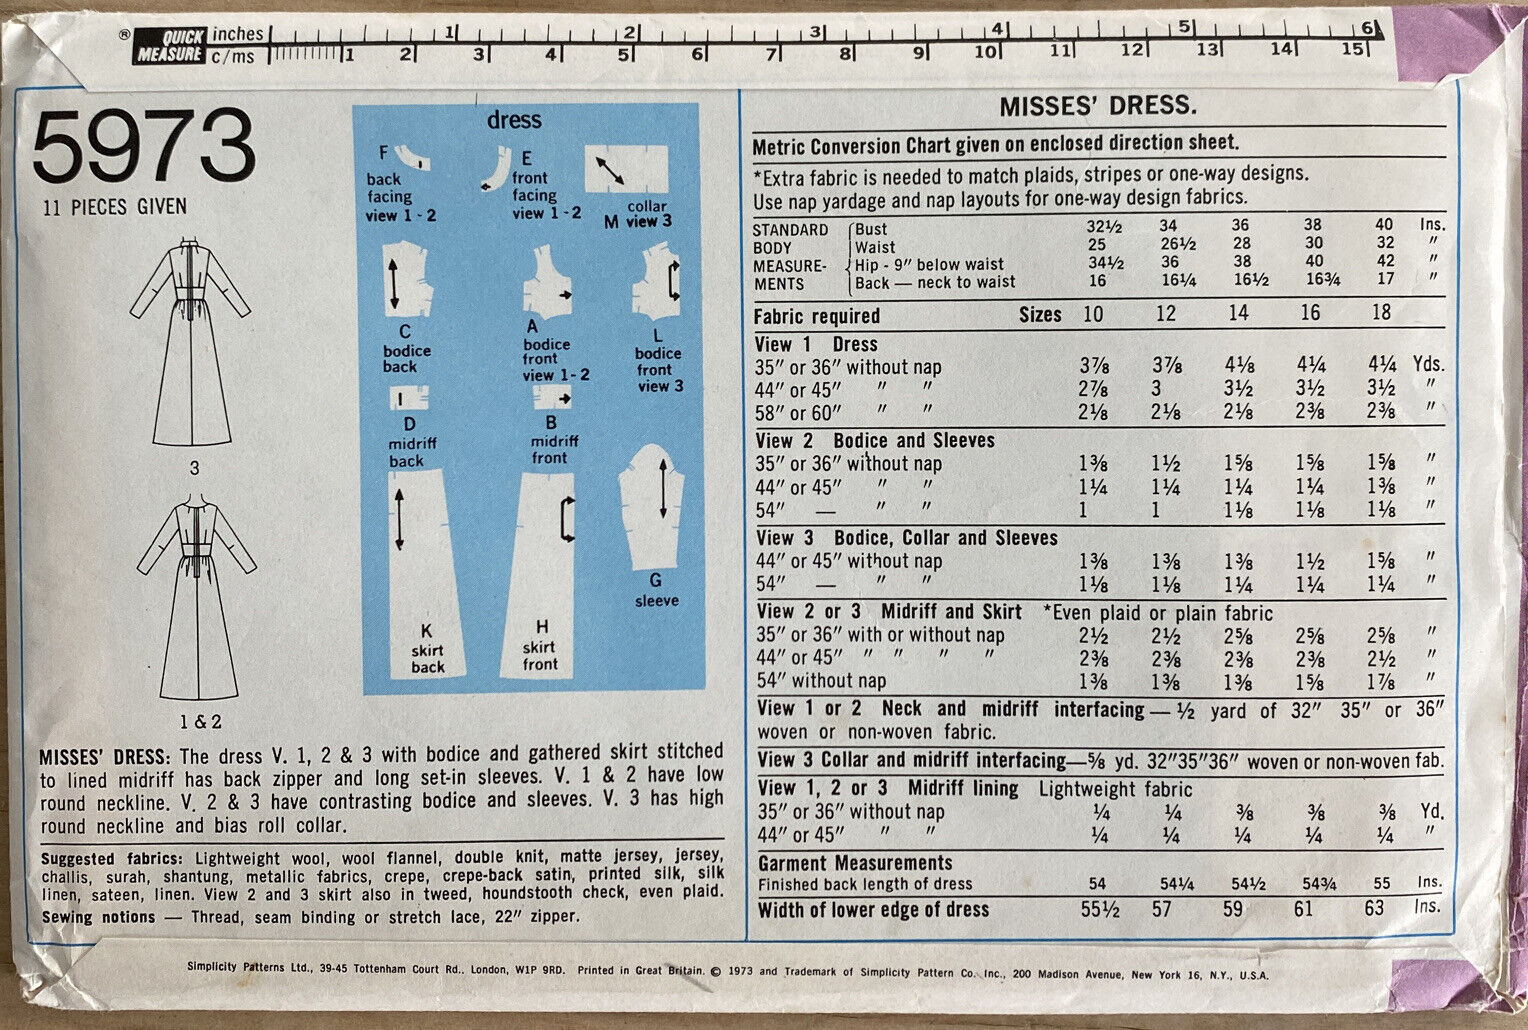 ® QUICK MEASURE inches c/ms
1 2 3 4 5 6
1 2 3 4 5 6 7 8 9 10 11 12 13 14 15
5973
11 PIECES GIVEN
3
1 & 2
dress
F
back
facing
view 1 - 2
E
front
facing
view 1 - 2
collar
M view 3
C
bodice
back
A
bodice
front
view 1 - 2
L
bodice
front
view 3
D
midriff
back
B
midriff
front
K
skirt
back
H
skirt
front
G
sleeve
MISSES' DRESS: The dress V. 1, 2 & 3 with bodice and gathered skirt stitched
to lined midriff has back zipper and long set-in sleeves. V. 1 & 2 have low
round neckline. V. 2 & 3 have contrasting bodice and sleeves. V. 3 has high
round neckline and bias roll collar.
Suggested fabrics: Lightweight wool, wool flannel, double knit, matte jersey, jersey,
challis, surah, shantung, metallic fabrics, crepe, crepe-back satin, printed silk, silk
linen, sateen, linen. View 2 and 3 skirt also in tweed, houndstooth check, even plaid.
Sewing notions — Thread, seam binding or stretch lace, 22" zipper.
MISSES' DRESS.
Metric Conversion Chart given on enclosed direction sheet.
*Extra fabric is needed to match plaids, stripes or one-way designs.
Use nap yardage and nap layouts for one-way design fabrics.
STANDARD Bust 32½ 34 36 38 40 Ins.
BODY Waist 25 26½ 28 30 32 "
MEASURE- Hip - 9" below waist 34½ 36 38 40 42 "
MENTS Back — neck to waist 16 16¼ 16½ 16¾ 17 "
Fabric required Sizes 10 12 14 16 18
View 1 Dress
35" or 36" without nap 3⅞ 3⅞ 4⅛ 4¼ 4¼ Yds.
44" or 45" " " 2⅞ 3 3½ 3½ 3½ "
58" or 60" " " 2⅛ 2⅛ 2⅛ 2⅜ 2⅜ "
View 2 Bodice and Sleeves
35" or 36" without nap 1⅜ 1½ 1⅝ 1⅝ 1⅝ "
44" or 45" " " 1¼ 1¼ 1¼ 1¼ 1⅜ "
54" — " " 1 1 1⅛ 1⅛ 1⅛ "
View 3 Bodice, Collar and Sleeves
44" or 45" without nap 1⅜ 1⅜ 1⅜ 1½ 1⅝ "
54" — " " 1⅛ 1⅛ 1¼ 1¼ 1¼ "
View 2 or 3 Midriff and Skirt *Even plaid or plain fabric
35" or 36" with or without nap 2½ 2½ 2⅝ 2⅝ 2⅝ "
44" or 45" " " " " 2⅜ 2⅜ 2⅜ 2⅜ 2½ "
54" without nap 1⅜ 1⅜ 1⅜ 1⅝ 1⅞ "
View 1 or 2 Neck and midriff interfacing — ½ yard of 32" 35" or 36"
woven or non-woven fabric.
View 3 Collar and midriff interfacing—⅝ yd. 32"35"36" woven or non-woven fab.
View 1, 2 or 3 Midriff lining Lightweight fabric
35" or 36" without nap ¼ ¼ ⅜ ⅜ ⅜ Yd.
44" or 45" " " ¼ ¼ ¼ ¼ ¼ "
Garment Measurements
Finished back length of dress 54 54¼ 54½ 54¾ 55 Ins.
Width of lower edge of dress 55½ 57 59 61 63 Ins.
Simplicity Patterns Ltd., 39-45 Tottenham Court Rd., London, W1P 9RD. Printed in Great Britain. © 1973 and Trademark of Simplicity Pattern Co. Inc., 200 Madison Avenue, New York 16, N.Y., U.S.A.